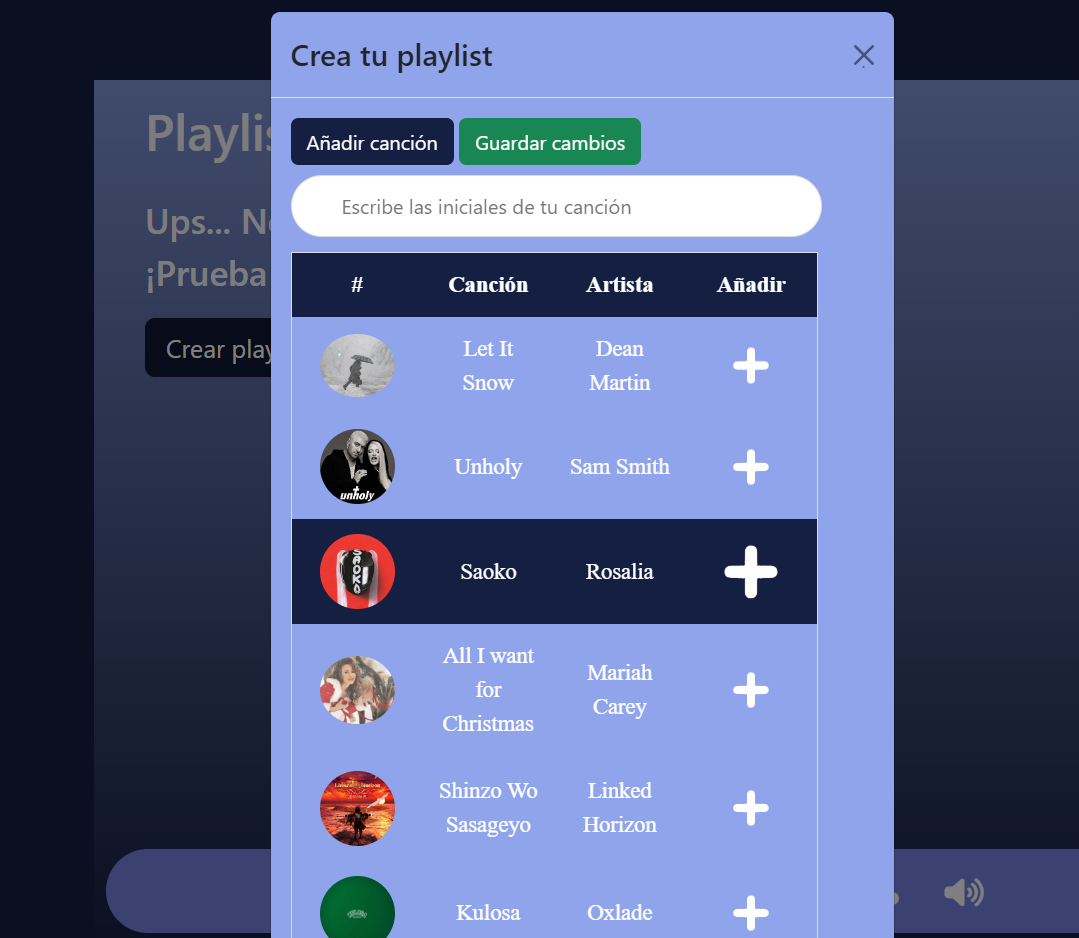 Crea tu playlist
Playlis
Ups... N
¡Prueba
Crear play
Añadir canción
Guardar cambios
Escribe las iniciales de tu canción
# Canción Artista Añadir
Let It
Snow
Dean
Martin
unholy
Unholy
Sam Smith
SAOKO
Saoko
Rosalia
All I want
for
Christmas
Mariah
Carey
Shinzo Wo
Sasageyo
Linked
Horizon
Kulosa
Oxlade